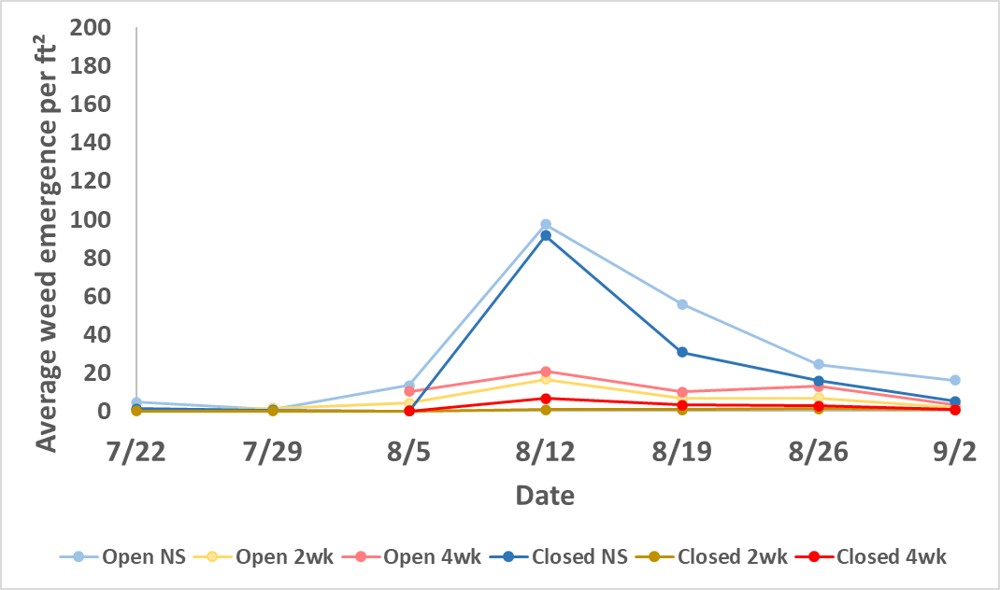 Average weed emergence per ft²
200
180
160
140
120
100
80
60
40
20
0
7/22 7/29 8/5 8/12 8/19 8/26 9/2
Date
Open NS Open 2wk Open 4wk Closed NS Closed 2wk Closed 4wk